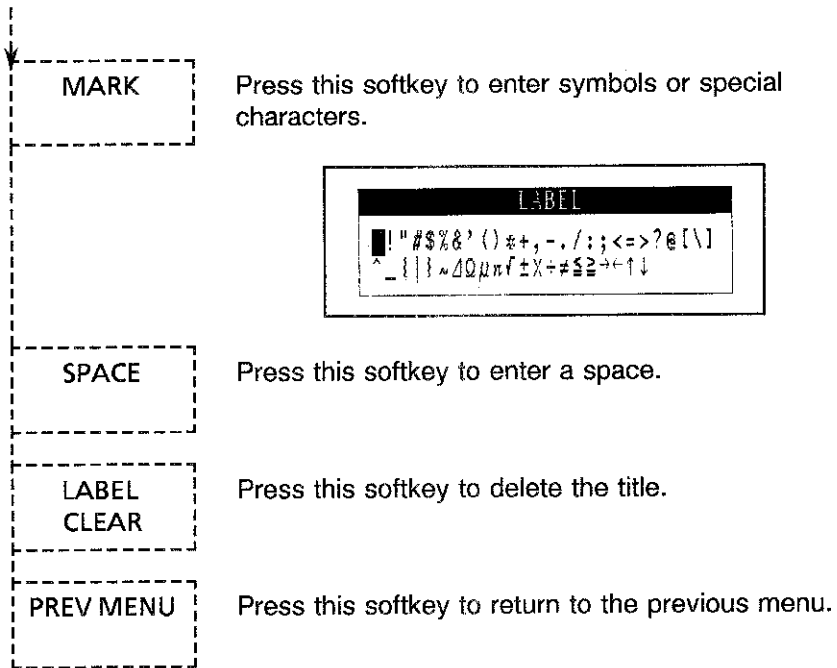 MARK
Press this softkey to enter symbols or special
characters.
LABEL
!"#$%&'()*+,-./:;<=>?@[\]
^_{|}~ΔΩμπ√±X÷≠≦≧→←↑↓
SPACE
Press this softkey to enter a space.
LABEL
CLEAR
Press this softkey to delete the title.
PREV MENU
Press this softkey to return to the previous menu.